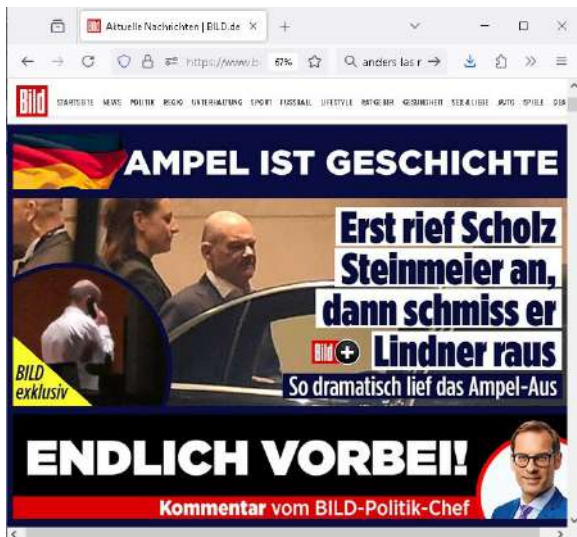 Aktuelle Nachrichten | BILD.de
https://www.b 67% anders las r
Bild STARTSEITE NEWS POLITIK REGIO UNTERHALTUNG SPORT FUSSBALL LIFESTYLE RATGEBER GESUNDHEIT SEX & LIEBE AUTO SPIELE
AMPEL IST GESCHICHTE
Erst rief Scholz
Steinmeier an,
dann schmiss er
Bild + Lindner raus
So dramatisch lief das Ampel-Aus
BILD
exklusiv
ENDLICH VORBEI!
Kommentar vom BILD-Politik-Chef